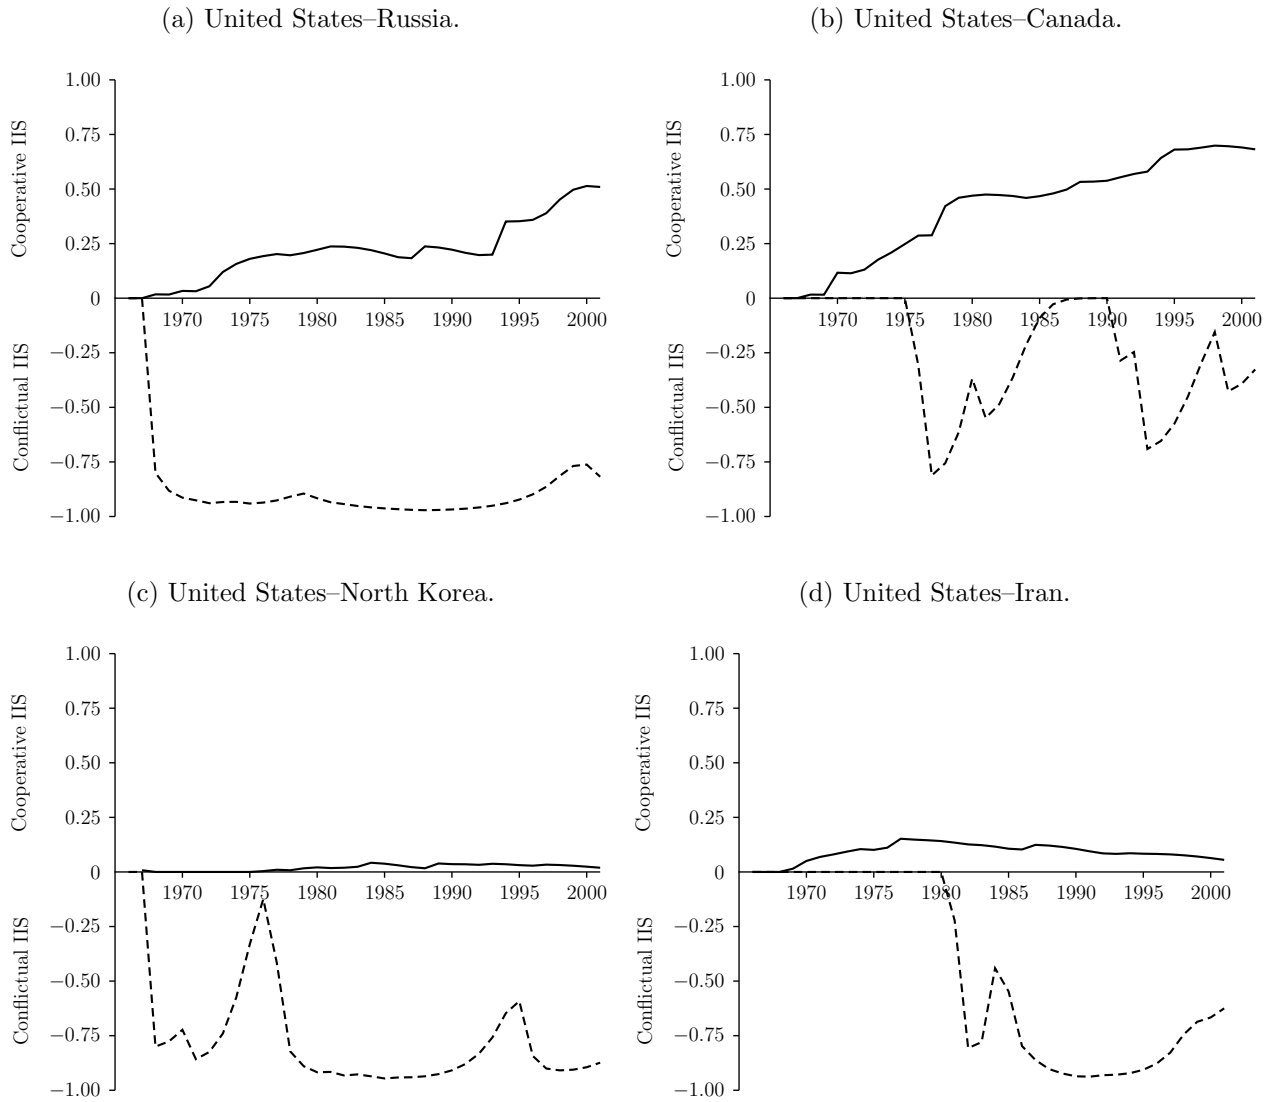 (a) United States–Russia.
1.00
0.75
0.50
0.25
0
−0.25
−0.50
−0.75
−1.00
Cooperative IIS
Conflictual IIS
1970 1975 1980 1985 1990 1995 2000
(b) United States–Canada.
1.00
0.75
0.50
0.25
0
−0.25
−0.50
−0.75
−1.00
Cooperative IIS
Conflictual IIS
1970 1975 1980 1985 1990 1995 2000
(c) United States–North Korea.
1.00
0.75
0.50
0.25
0
−0.25
−0.50
−0.75
−1.00
Cooperative IIS
Conflictual IIS
1970 1975 1980 1985 1990 1995 2000
(d) United States–Iran.
1.00
0.75
0.50
0.25
0
−0.25
−0.50
−0.75
−1.00
Cooperative IIS
Conflictual IIS
1970 1975 1980 1985 1990 1995 2000